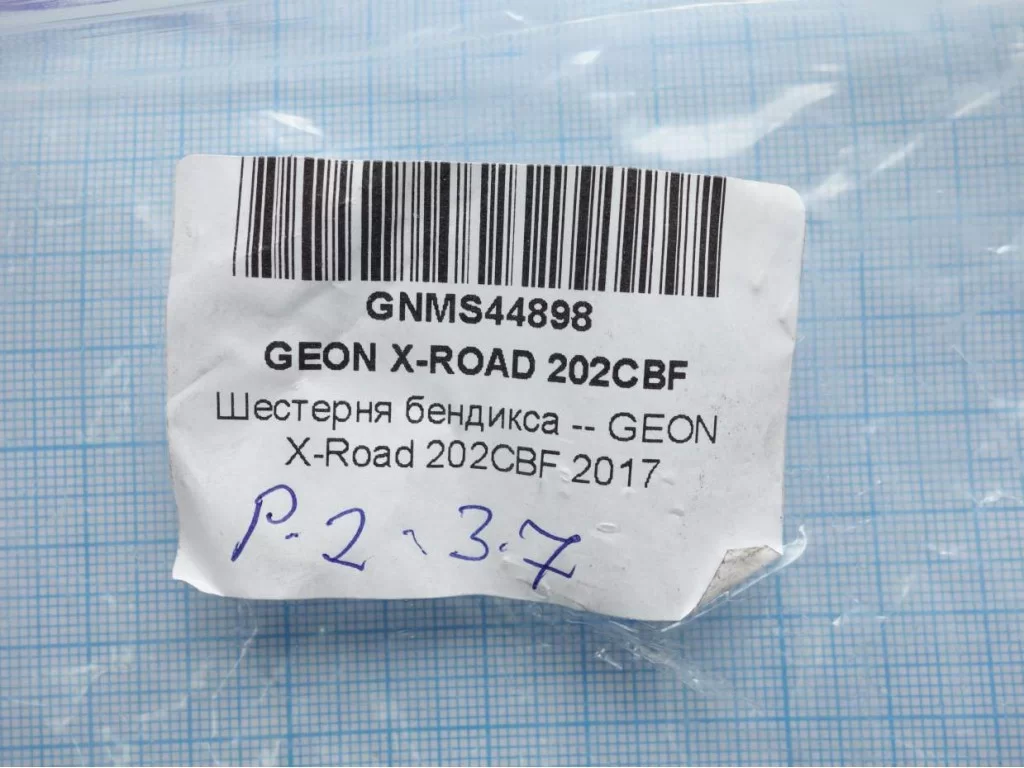 GNMS44898
GEON X-ROAD 202CBF
Шестерня бендикса -- GEON
X-Road 202CBF 2017
P.2.3.7